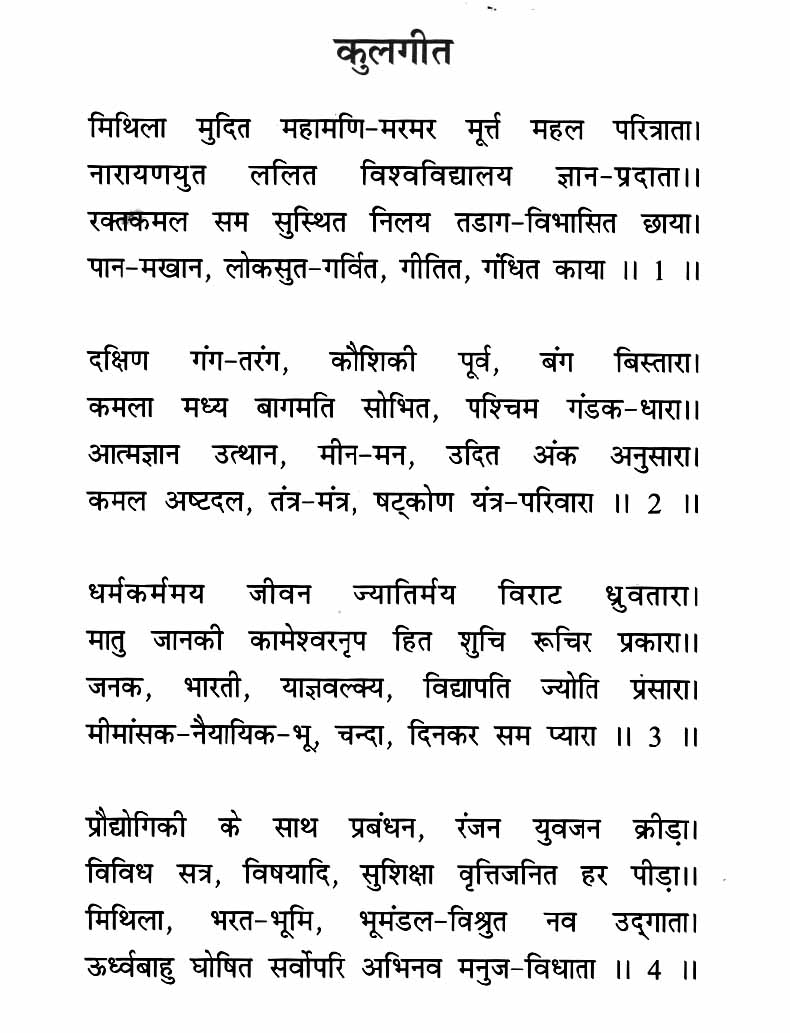 कुलगीत
मिथिला मुदित महामणि-मरमर मूर्त्त महल परित्राता।
नारायणयुत ललित विश्वविद्यालय ज्ञान-प्रदाता।।
रक्तकमल सम सुस्थित निलय तडाग-विभासित छाया।
पान-मखान, लोकसुत-गर्वित, गीतित, गंधित काया ।। 1 ।।
दक्षिण गंग-तरंग, कौशिकी पूर्व, बंग बिस्तारा।
कमला मध्य बागमति सोभित, पश्चिम गंडक-धारा।।
आत्मज्ञान उत्थान, मीन-मन, उदित अंक अनुसारा।
कमल अष्टदल, तंत्र-मंत्र, षट्कोण यंत्र-परिवारा ।। 2 ।।
धर्मकर्ममय जीवन ज्यातिर्मय विराट ध्रुवतारा।
मातु जानकी कामेश्वरनृप हित शुचि रूचिर प्रकारा।।
जनक, भारती, याज्ञवल्क्य, विद्यापति ज्योति प्रंसारा।
मीमांसक-नैयायिक-भू, चन्दा, दिनकर सम प्यारा ।। 3 ।।
प्रौद्योगिकी के साथ प्रबंधन, रंजन युवजन क्रीड़ा।
विविध सत्र, विषयादि, सुशिक्षा वृत्तिजनित हर पीड़ा।।
मिथिला, भरत-भूमि, भूमंडल-विश्रुत नव उद्‌गाता।
ऊर्ध्वबाहु घोषित सर्वोपरि अभिनव मनुज-विधाता ।। 4 ।।